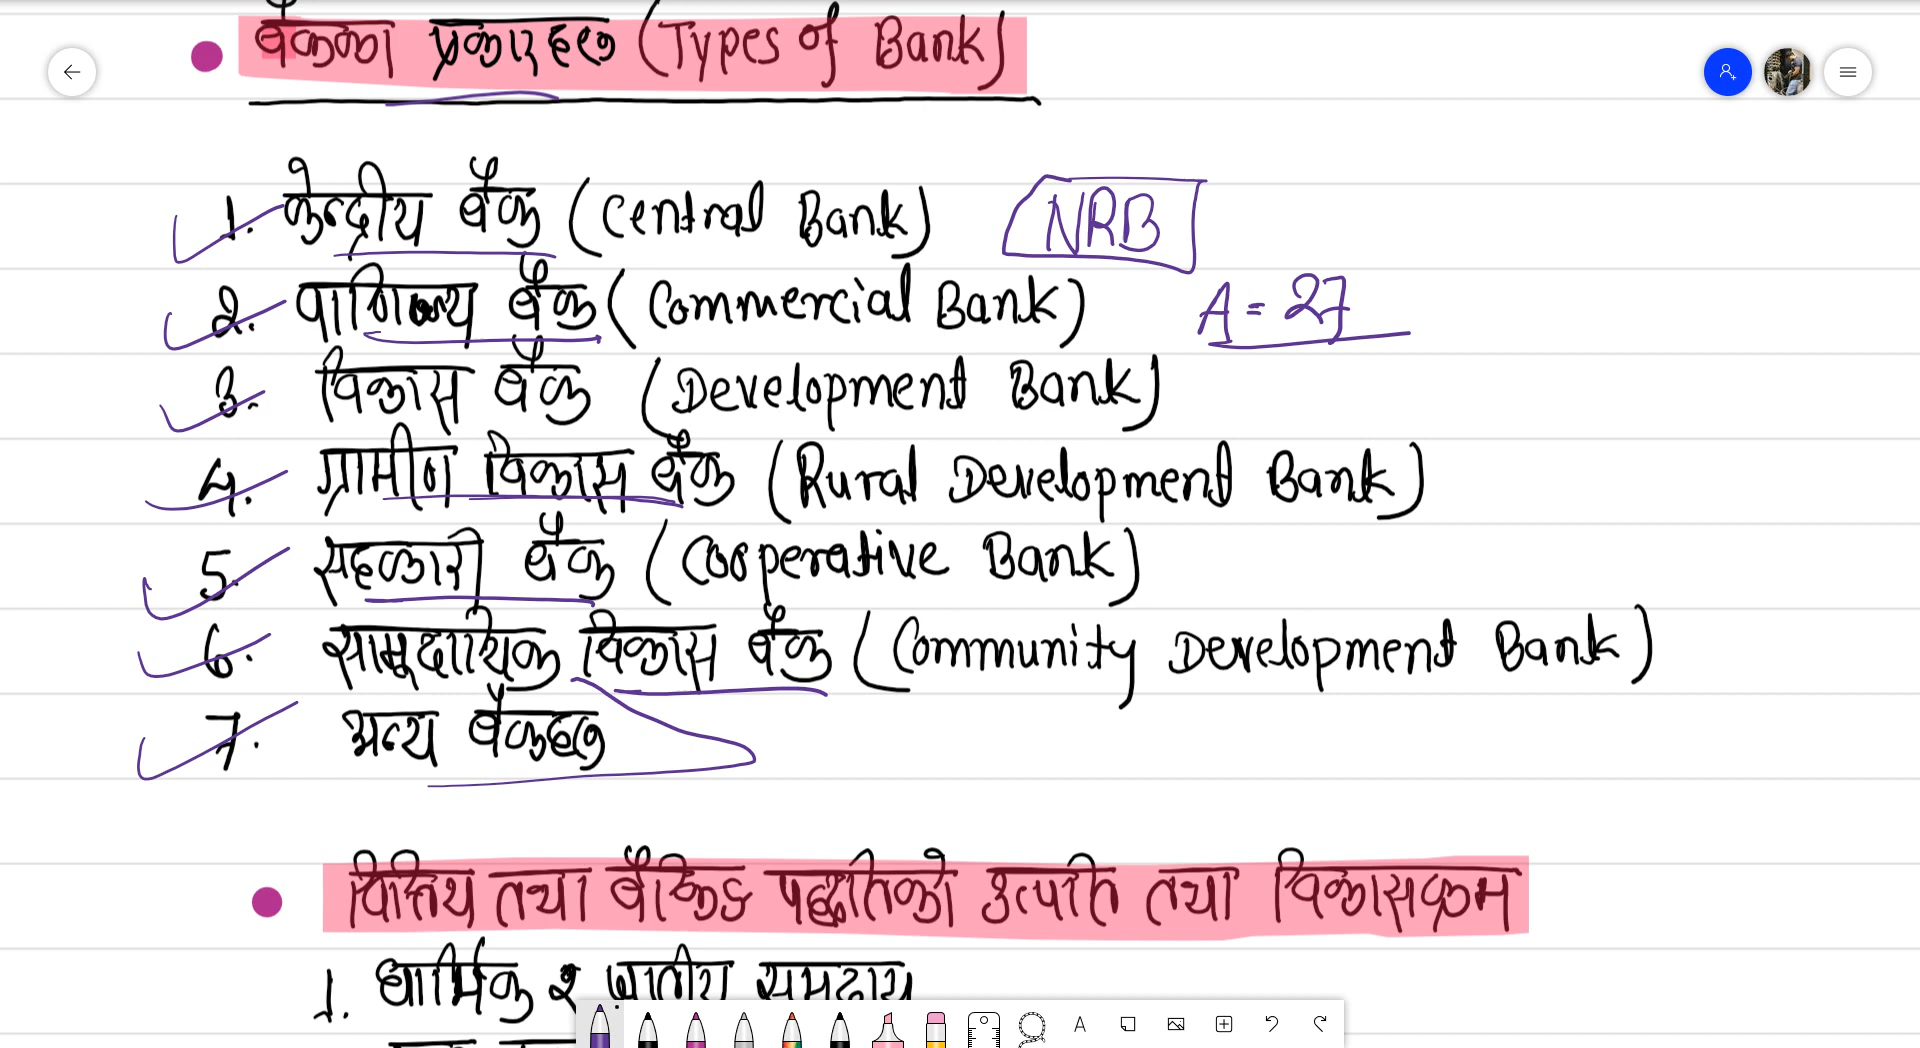 बैंकका प्रकारहरू (Types of Bank)
1. केन्द्रीय बैंक (Central Bank) NRB
2. वाणिज्य बैंक (Commercial Bank) A = 27
3. विकास बैंक (Development Bank)
4. ग्रामीण विकास बैंक (Rural Development Bank)
5. सहकारी बैंक (Cooperative Bank)
6. सामूदायिक विकास बैंक (Community Development Bank)
7. अन्य बैंकहरू
वित्तिय तथा बैंकिङ पद्धतिको उत्पत्ति तथा विकासक्रम
1. धार्मिक र जातीय समुदाय
A